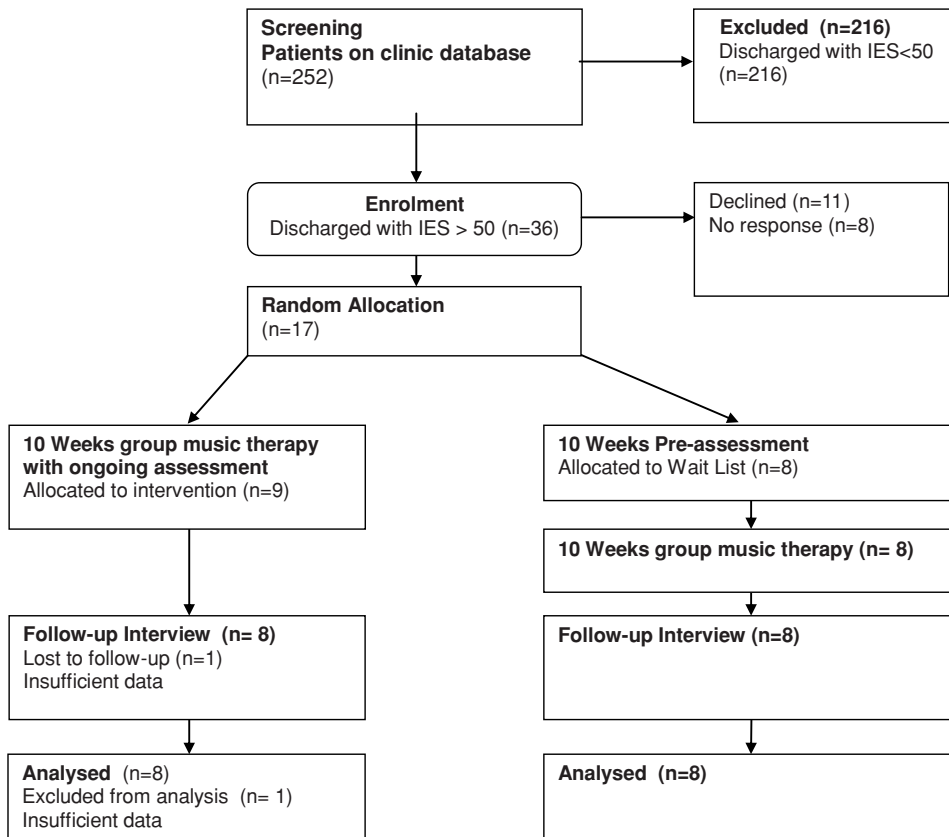 Screening
Patients on clinic database
(n=252)
Excluded (n=216)
Discharged with IES<50
(n=216)
Enrolment
Discharged with IES > 50 (n=36)
Declined (n=11)
No response (n=8)
Random Allocation
(n=17)
10 Weeks group music therapy
with ongoing assessment
Allocated to intervention (n=9)
10 Weeks Pre-assessment
Allocated to Wait List (n=8)
10 Weeks group music therapy (n= 8)
Follow-up Interview (n= 8)
Lost to follow-up (n=1)
Insufficient data
Follow-up Interview (n=8)
Analysed (n=8)
Excluded from analysis (n= 1)
Insufficient data
Analysed (n=8)